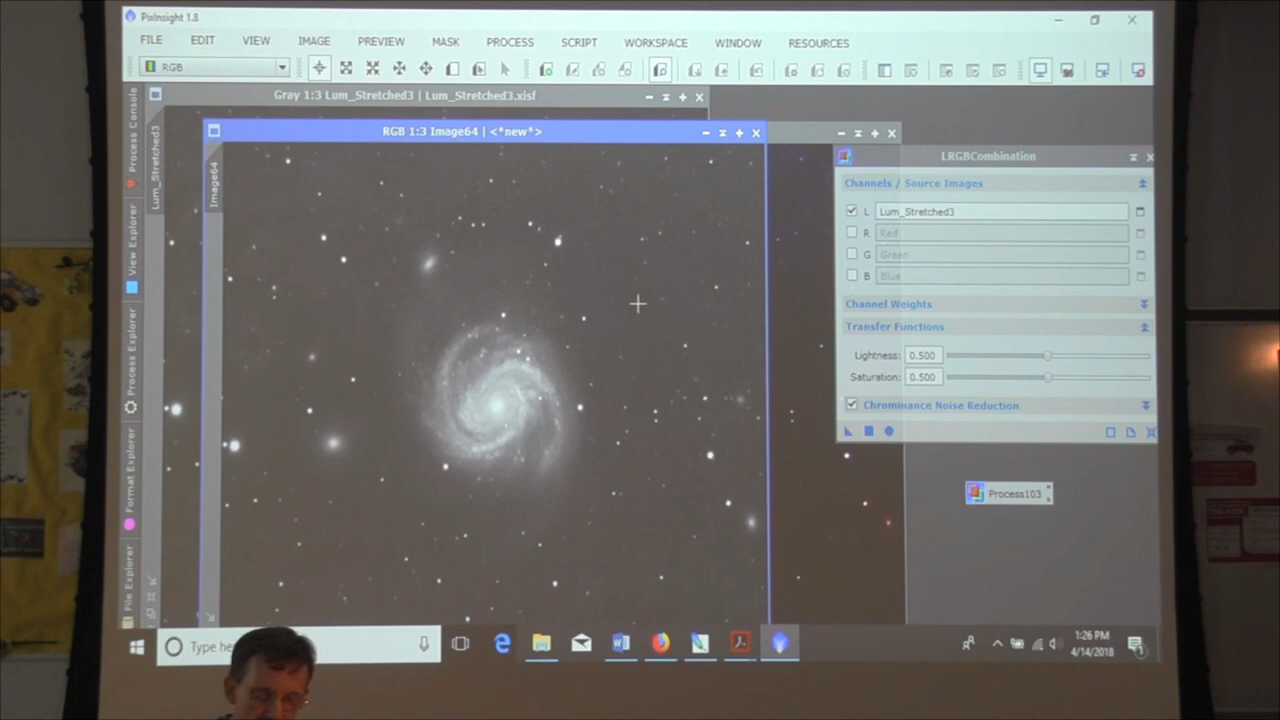 PixInsight 1.8
FILE EDIT VIEW IMAGE PREVIEW MASK PROCESS SCRIPT WORKSPACE WINDOW RESOURCES
RGB
Gray 1:3 Lum_Stretched3 | Lum_Stretched3.xisf
RGB 1:3 Image64 | <*new*>
Process Console
View Explorer
Process Explorer
Format Explorer
File Explorer
Lum_Stretched3
Image64
LRGBCombination
Channels / Source Images
L Lum_Stretched3
R Red
G Green
B Blue
Channel Weights
Transfer Functions
Lightness: 0.500
Saturation: 0.500
Chrominance Noise Reduction
Process103
Type he
1:26 PM
4/14/2018
1